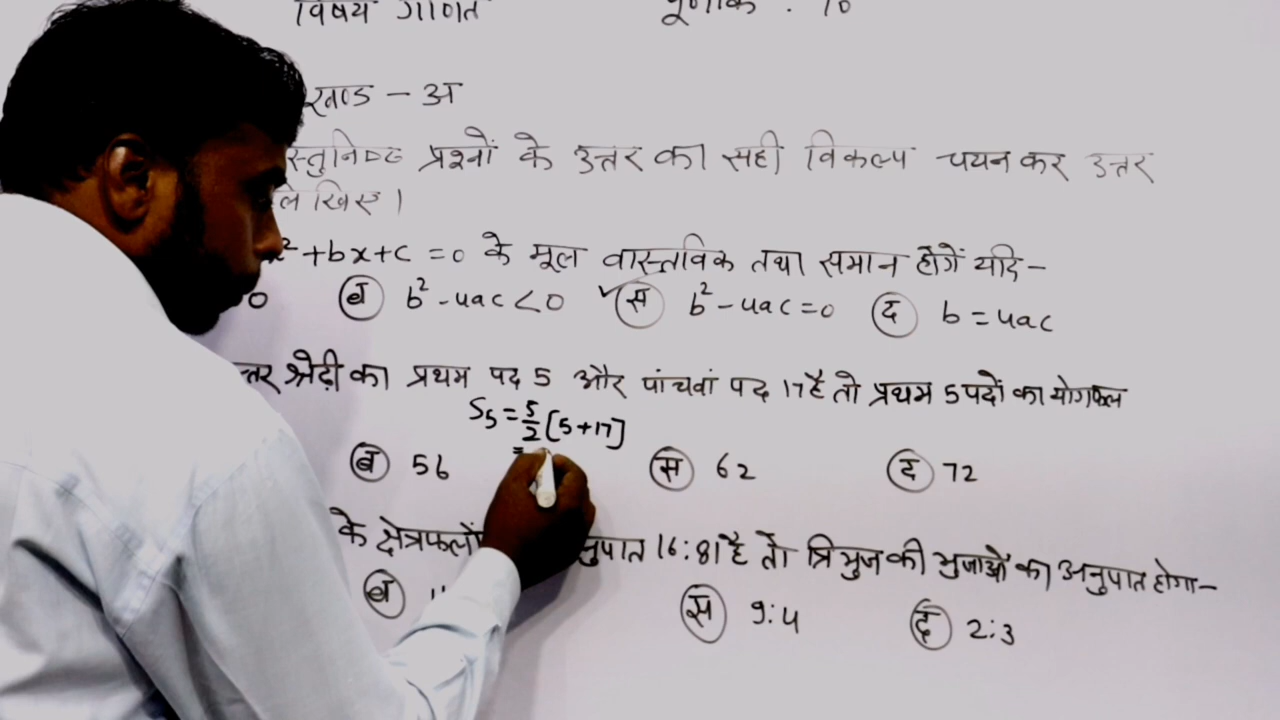 विषय गणित पूर्णांक : 10
खण्ड - अ
स्तुनिष्ठ प्रश्नों के उत्तर का सही विकल्प चयन कर उत्तर
लिखिए।
x² +bx+c =0 के मूल वास्तविक तथा समान होंगें यदि-
0 (ब) b²-4ac<0 ✓(स) b²-4ac=0 (द) b=4ac
न्तर श्रेढ़ी का प्रथम पद 5 और पांचवां पद 17 है तो प्रथम 5 पदों का योगफल
S₅ = 5/2 [5+17]
=
(ब) 56 (स) 62 (द) 72
के क्षेत्रफलों नुपात 16:81 है तो त्रिभुज की भुजाओं का अनुपात होगा-
(ब) (स) 9:4 (द) 2:3